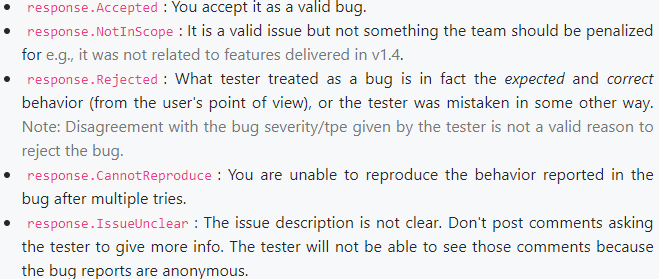 • response.Accepted : You accept it as a valid bug.
• response.NotInScope : It is a valid issue but not something the team should be penalized
for e.g., it was not related to features delivered in v1.4.
• response.Rejected : What tester treated as a bug is in fact the expected and correct
behavior (from the user's point of view), or the tester was mistaken in some other way.
Note: Disagreement with the bug severity/tpe given by the tester is not a valid reason to
reject the bug.
• response.CannotReproduce : You are unable to reproduce the behavior reported in the
bug after multiple tries.
• response.IssueUnclear : The issue description is not clear. Don't post comments asking
the tester to give more info. The tester will not be able to see those comments because
the bug reports are anonymous.